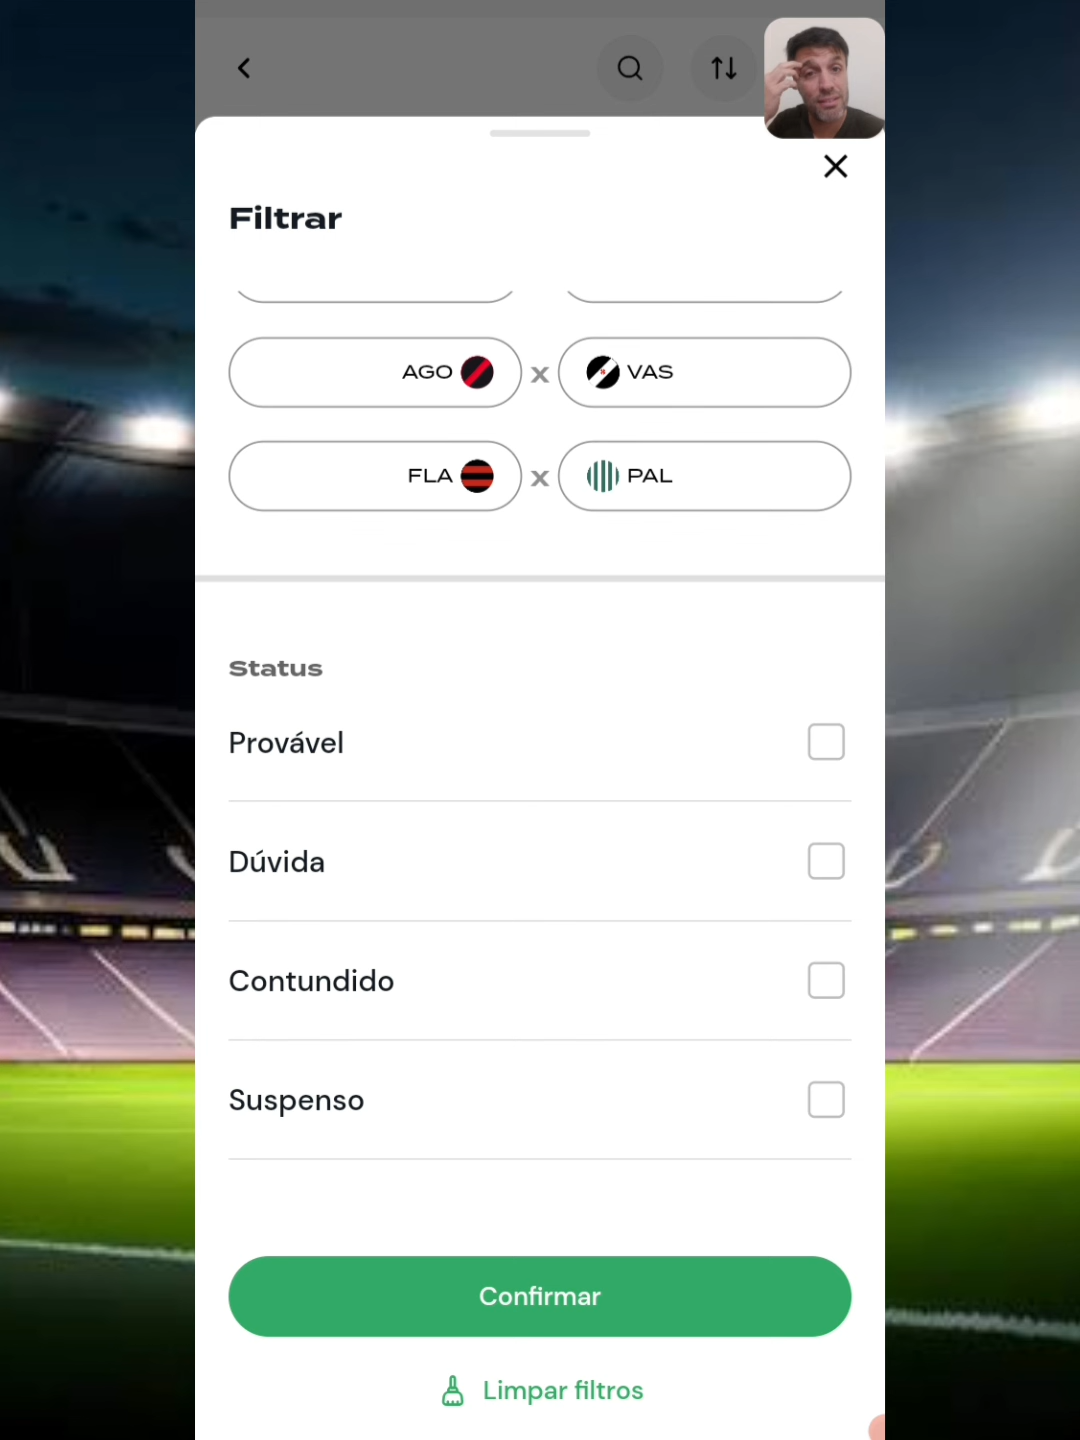 Filtrar
AGO x VAS
FLA x PAL
Status
Provável
Dúvida
Contundido
Suspenso
Confirmar
Limpar filtros